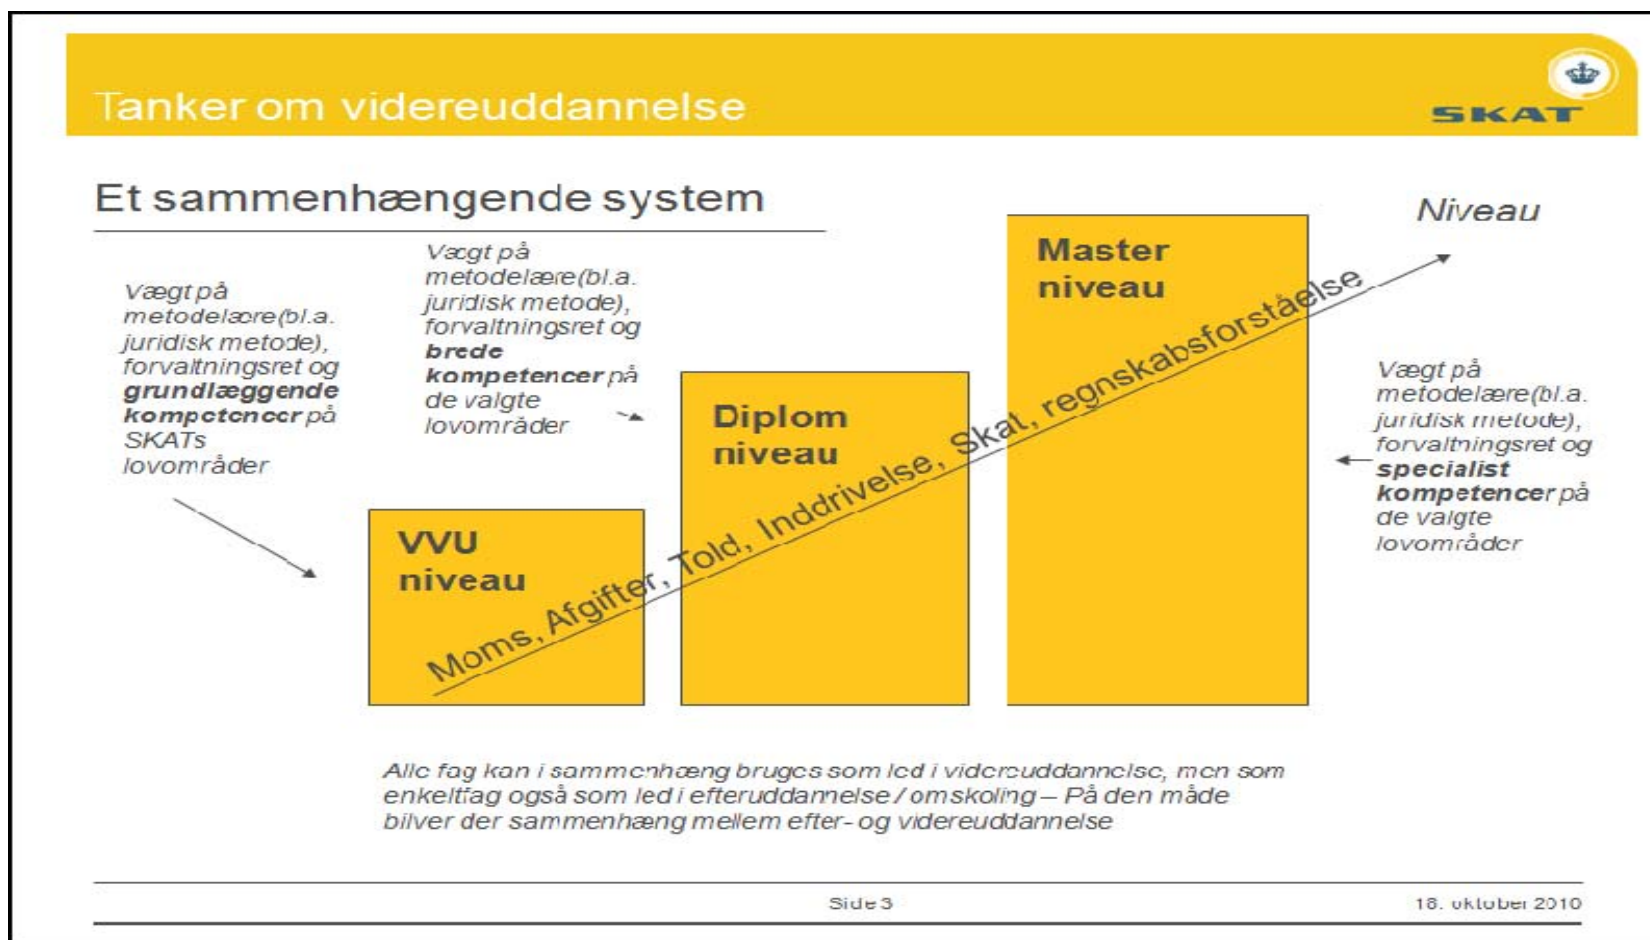 Tanker om videreuddannelse
SKAT
Et sammenhængende system
Niveau
Vægt på
metodelære(bl.a.
juridisk metode),
forvaltningsret og
grundlæggende
kompetencer på
SKATs
lovområder
Vægt på
metodelære(bl.a.
juridisk metode),
forvaltningsret og
brede
kompetencer på
de valgte
lovområder
Master
niveau
Diplom
niveau
VVU
niveau
Moms, Afgifter, Told, Inddrivelse, Skat, regnskabsforståelse
Vægt på
metodelære(bl.a.
juridisk metode),
forvaltningsret og
specialist
kompetencer på
de valgte
lovområder
Alle fag kan i sammenhæng bruges som led i videreuddannelse, men som
enkeltfag også som led i efteruddannelse / omskoling – På den måde
bilver der sammenhæng mellem efter- og videreuddannelse
Side 3
18. oktober 2010